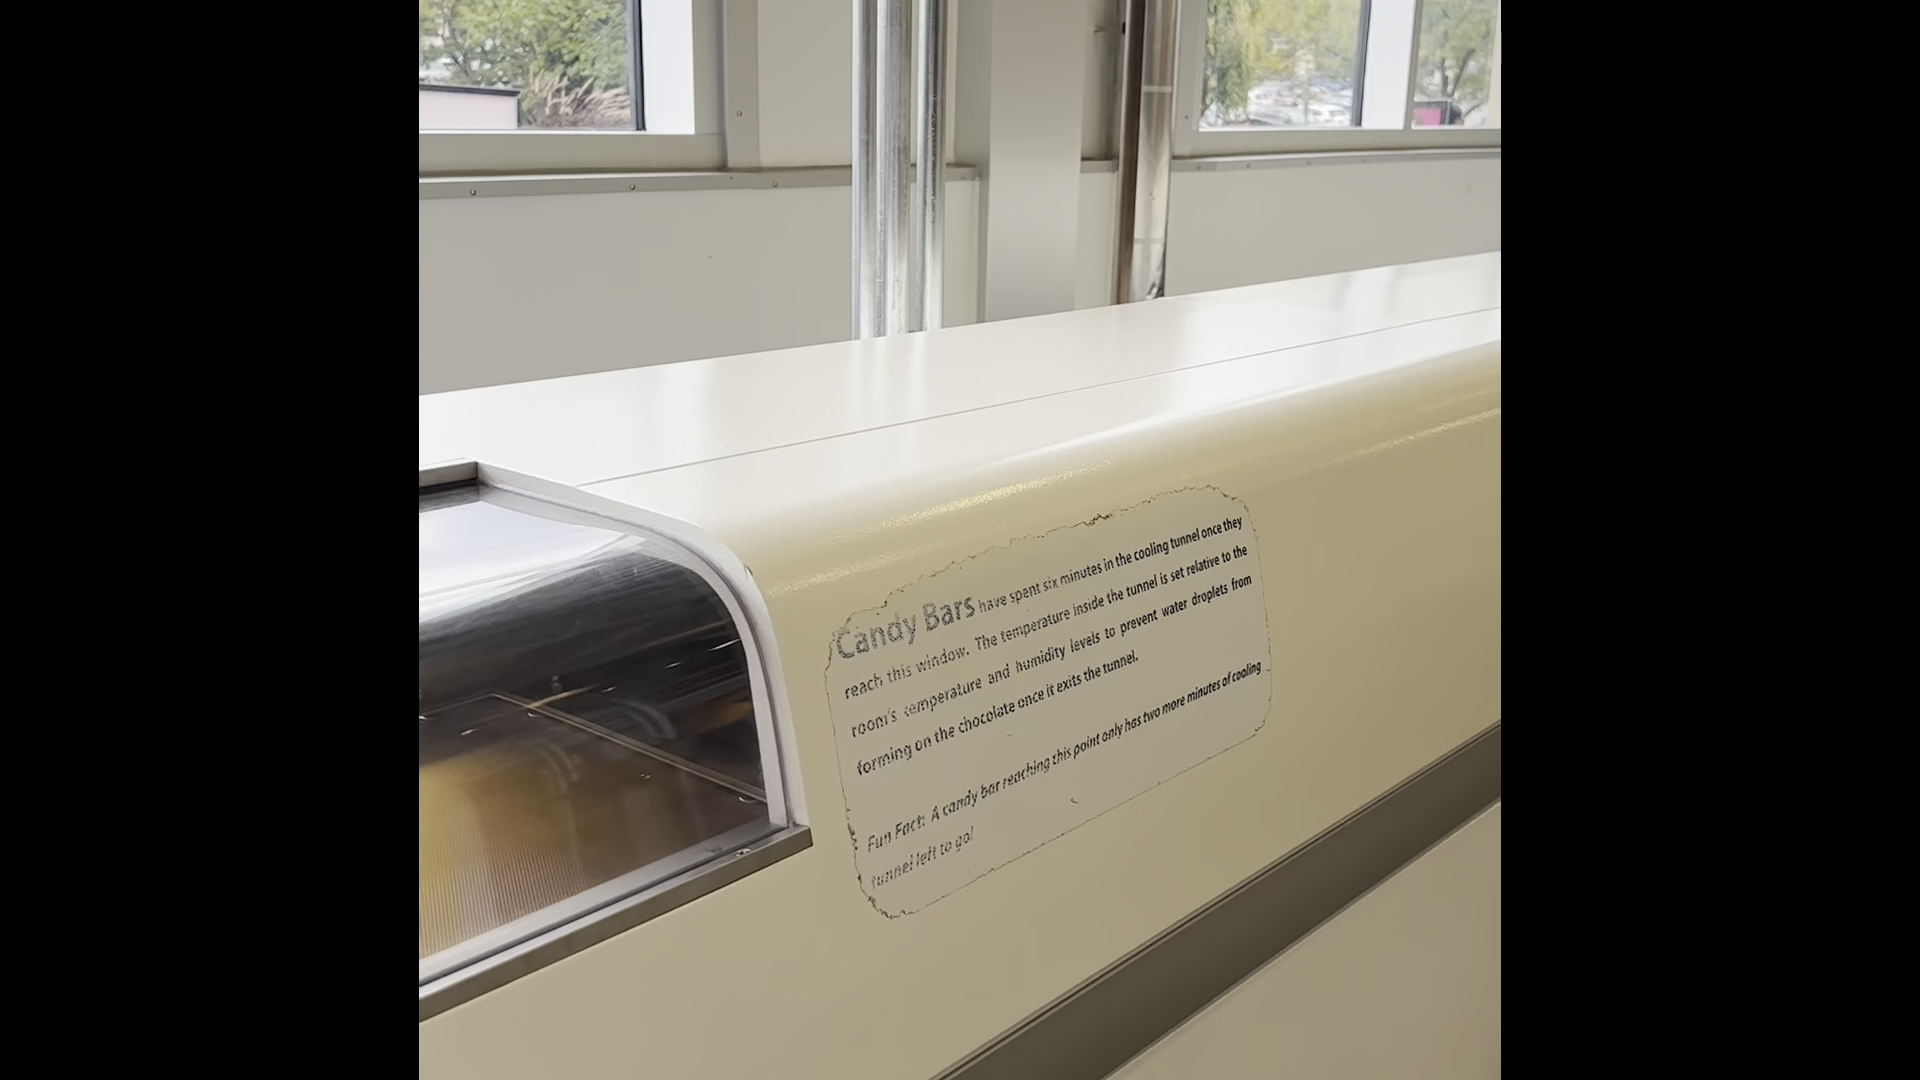 Candy Bars have spent six minutes in the cooling tunnel once they
reach this window. The temperature inside the tunnel is set relative to the
room's temperature and humidity levels to prevent water droplets from
forming on the chocolate once it exits the tunnel.
Fun Fact: A candy bar reaching this point only has two more minutes of cooling
tunnel left to go!